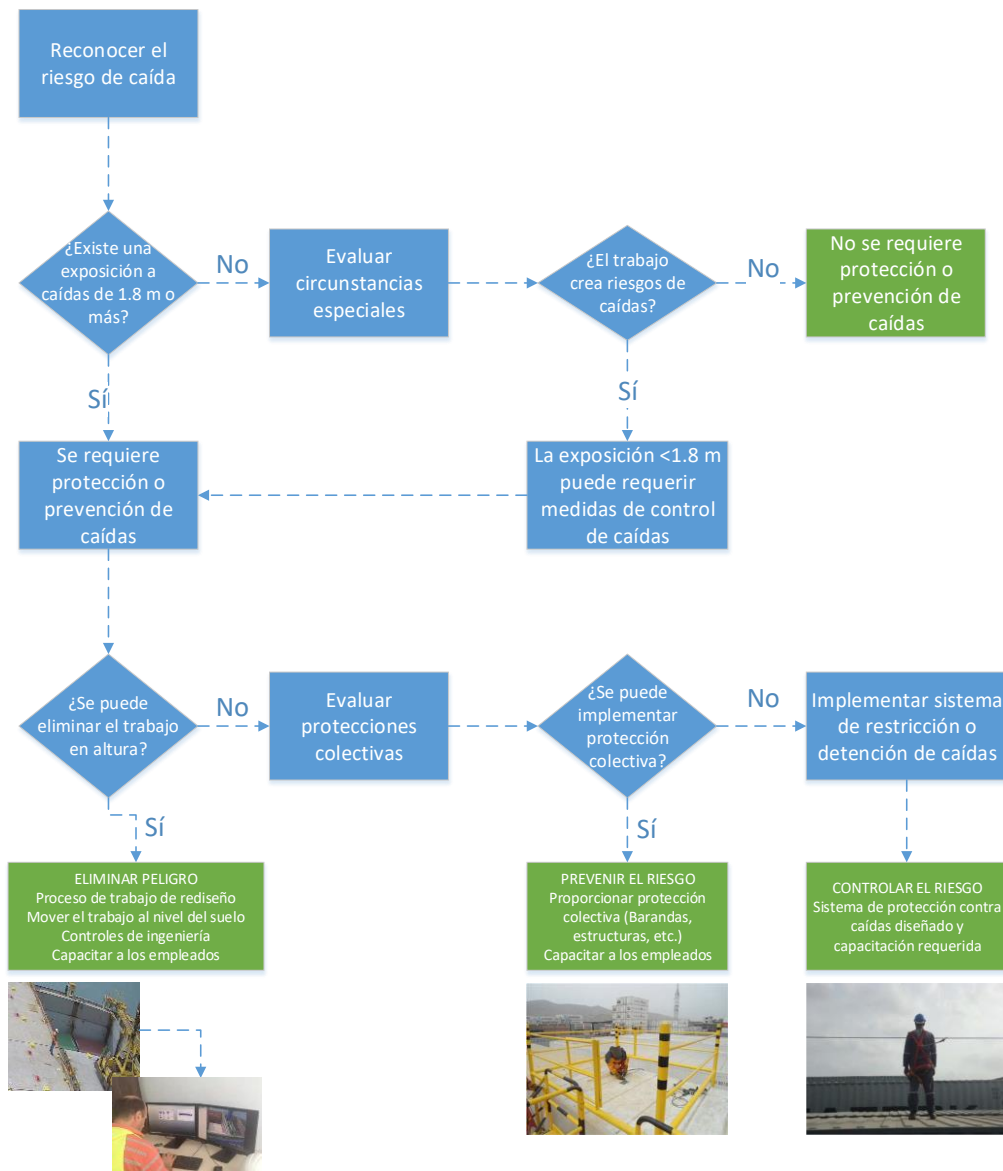 Reconocer el
riesgo de caída
¿Existe una
exposición a
caídas de 1.8 m o
más?
No
Evaluar
circunstancias
especiales
¿El trabajo
crea riesgos de
caídas?
No
No se requiere
protección o
prevención de
caídas
Sí
Sí
Se requiere
protección o
prevención de
caídas
La exposición <1.8 m
puede requerir
medidas de control
de caídas
¿Se puede
eliminar el trabajo
en altura?
No
Evaluar
protecciones
colectivas
¿Se puede
implementar
protección
colectiva?
No
Implementar sistema
de restricción o
detención de caídas
Sí
Sí
ELIMINAR PELIGRO
Proceso de trabajo de rediseño
Mover el trabajo al nivel del suelo
Controles de ingeniería
Capacitar a los empleados
PREVENIR EL RIESGO
Proporcionar protección
colectiva (Barandas,
estructuras, etc.)
Capacitar a los empleados
CONTROLAR EL RIESGO
Sistema de protección contra
caídas diseñado y
capacitación requerida